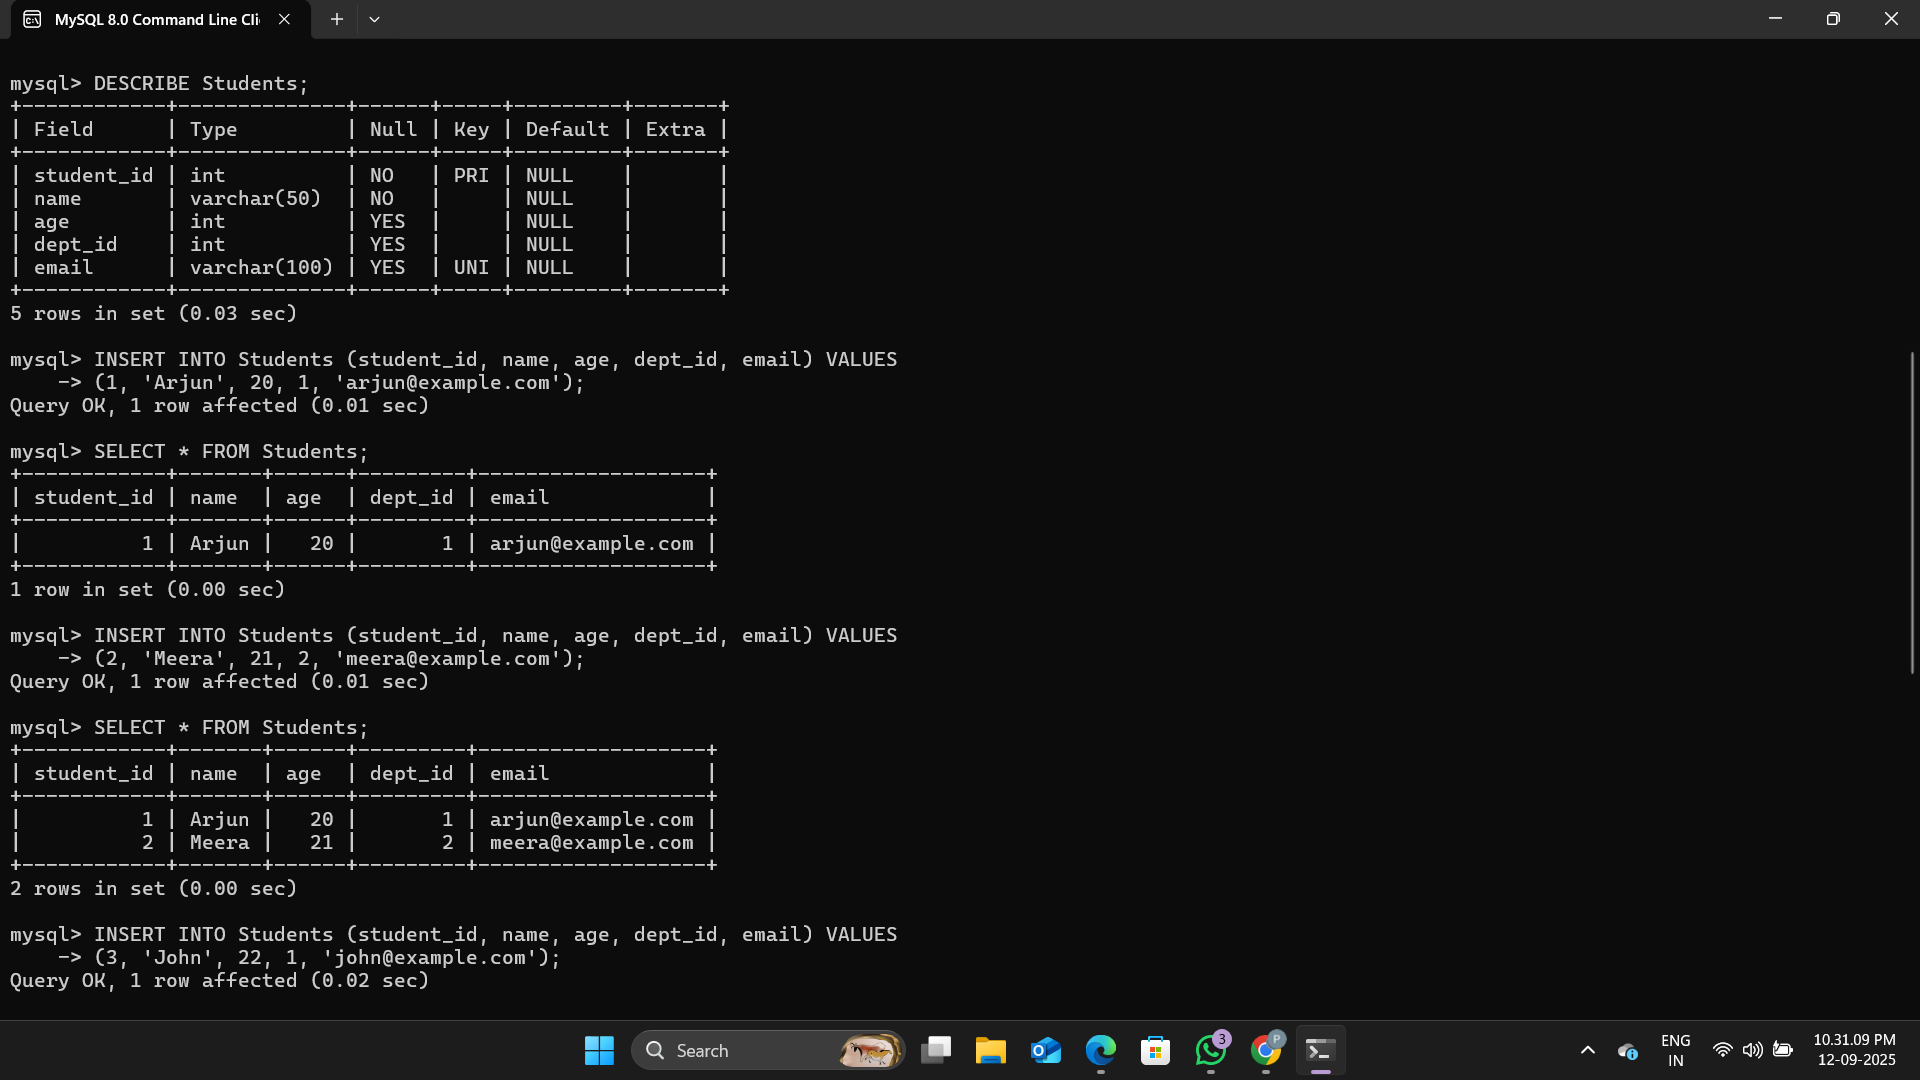 MySQL 8.0 Command Line Cli
mysql> DESCRIBE Students;
+------------+--------------+------+-----+---------+-------+
| Field      | Type         | Null | Key | Default | Extra |
+------------+--------------+------+-----+---------+-------+
| student_id | int          | NO   | PRI | NULL    |       |
| name       | varchar(50)  | NO   |     | NULL    |       |
| age        | int          | YES  |     | NULL    |       |
| dept_id    | int          | YES  |     | NULL    |       |
| email      | varchar(100) | YES  | UNI | NULL    |       |
+------------+--------------+------+-----+---------+-------+
5 rows in set (0.03 sec)
mysql> INSERT INTO Students (student_id, name, age, dept_id, email) VALUES
    -> (1, 'Arjun', 20, 1, 'arjun@example.com');
Query OK, 1 row affected (0.01 sec)
mysql> SELECT * FROM Students;
+------------+-------+------+---------+-------------------+
| student_id | name  | age  | dept_id | email             |
+------------+-------+------+---------+-------------------+
|          1 | Arjun |   20 |       1 | arjun@example.com |
+------------+-------+------+---------+-------------------+
1 row in set (0.00 sec)
mysql> INSERT INTO Students (student_id, name, age, dept_id, email) VALUES
    -> (2, 'Meera', 21, 2, 'meera@example.com');
Query OK, 1 row affected (0.01 sec)
mysql> SELECT * FROM Students;
+------------+-------+------+---------+-------------------+
| student_id | name  | age  | dept_id | email             |
+------------+-------+------+---------+-------------------+
|          1 | Arjun |   20 |       1 | arjun@example.com |
|          2 | Meera |   21 |       2 | meera@example.com |
+------------+-------+------+---------+-------------------+
2 rows in set (0.00 sec)
mysql> INSERT INTO Students (student_id, name, age, dept_id, email) VALUES
    -> (3, 'John', 22, 1, 'john@example.com');
Query OK, 1 row affected (0.02 sec)
Search
3
P
ENG
IN
10.31.09 PM
12-09-2025